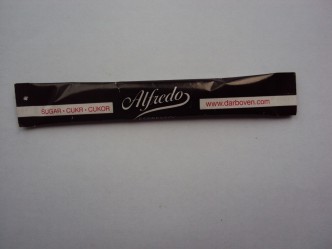 SUGAR - CUKR - CUKOR
Alfredo
www.darboven.com